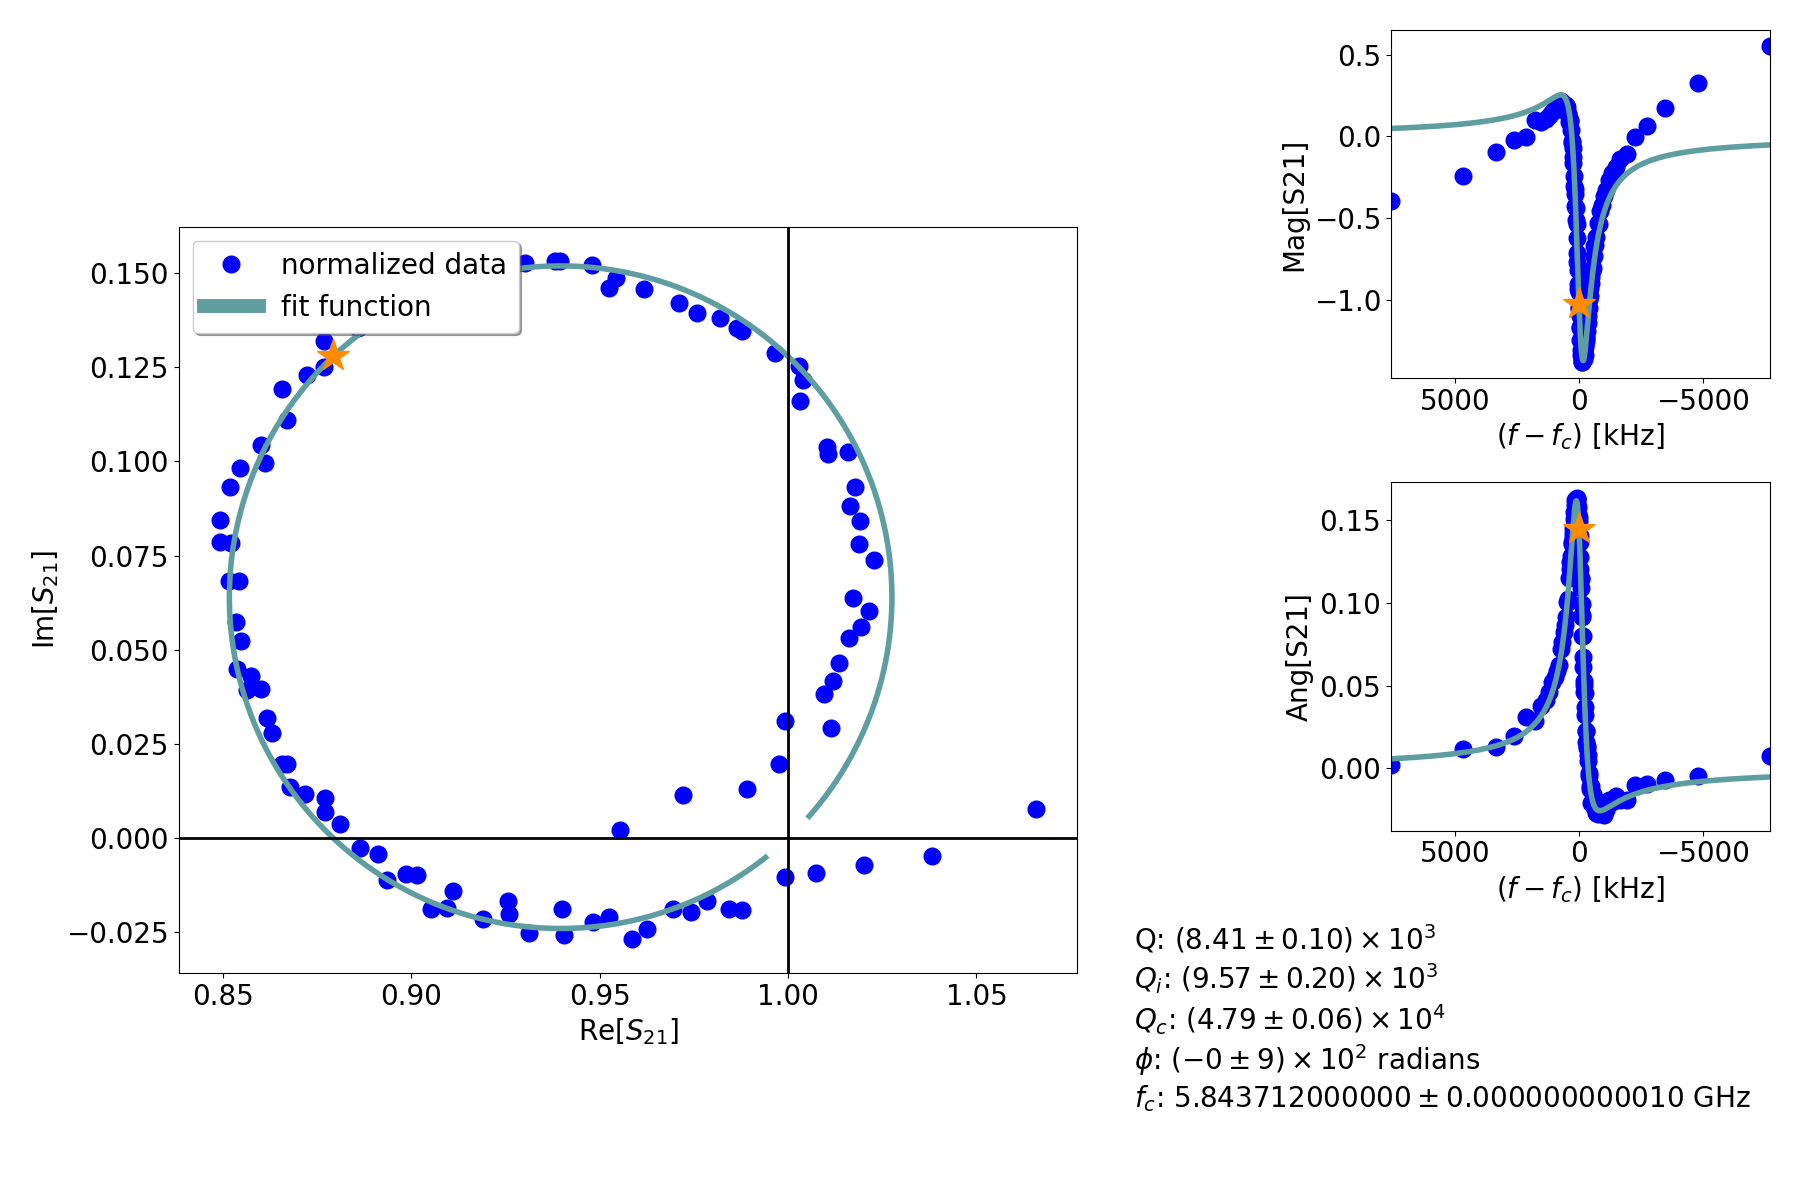 normalized data
fit function
0.150
0.125
0.100
0.075
0.050
0.025
0.000
−0.025
Im[S21]
0.85 0.90 0.95 1.00 1.05
Re[S21]
0.5
0.0
−0.5
−1.0
Mag[S21]
5000 0 −5000
(f − fc) [kHz]
0.15
0.10
0.05
0.00
Ang[S21]
5000 0 −5000
(f − fc) [kHz]
Q: (8.41 ± 0.10) × 10³
Qi: (9.57 ± 0.20) × 10³
Qc: (4.79 ± 0.06) × 10⁴
ϕ: (−0 ± 9) × 10² radians
fc: 5.843712000000 ± 0.000000000010 GHz